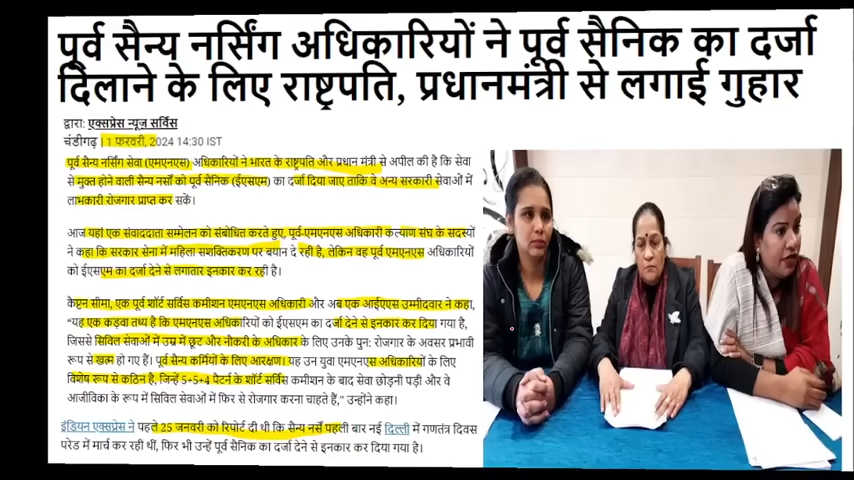 पूर्व सैन्य नर्सिंग अधिकारियों ने पूर्व सैनिक का दर्जा
दिलाने के लिए राष्ट्रपति, प्रधानमंत्री से लगाई गुहार
द्वारा: एक्सप्रेस न्यूज़ सर्विस
चंडीगढ़ | 1 फरवरी, 2024 14:30 IST
पूर्व सैन्य नर्सिंग सेवा (एमएनएस) अधिकारियों ने भारत के राष्ट्रपति और प्रधान मंत्री से अपील की है कि सेवा
से मुक्त होने वाली सैन्य नर्सों को पूर्व सैनिक (ईएसएम) का दर्जा दिया जाए ताकि वे अन्य सरकारी सेवाओं में
लाभकारी रोजगार प्राप्त कर सकें।
आज यहां एक संवाददाता सम्मेलन को संबोधित करते हुए, पूर्व-एमएनएस अधिकारी कल्याण संघ के सदस्यों
ने कहा कि सरकार सेना में महिला सशक्तिकरण पर बयान दे रही है, लेकिन वह पूर्व एमएनएस अधिकारियों
को ईएसएम का दर्जा देने से लगातार इनकार कर रही है।
कैप्टन सीमा, एक पूर्व शॉर्ट सर्विस कमीशन एमएनएस अधिकारी और अब एक आईएएस उम्मीदवार ने कहा,
“यह एक कड़वा तथ्य है कि एमएनएस अधिकारियों को ईएसएम का दर्जा देने से इनकार कर दिया गया है,
जिससे सिविल सेवाओं में उम्र में छूट और नौकरी के अधिकार के लिए उनके पुन: रोजगार के अवसर प्रभावी
रूप से खत्म हो गए हैं। पूर्व सैन्य कर्मियों के लिए आरक्षण। यह उन युवा एमएनएस अधिकारियों के लिए
विशेष रूप से कठिन है, जिन्हें 5+5+4 पैटर्न के शॉर्ट सर्विस कमीशन के बाद सेवा छोड़नी पड़ी और वे
आजीविका के रूप में सिविल सेवाओं में फिर से रोजगार करना चाहते हैं,” उन्होंने कहा।
इंडियन एक्सप्रेस ने पहले 25 जनवरी को रिपोर्ट दी थी कि सैन्य नर्सें पहली बार नई दिल्ली में गणतंत्र दिवस
परेड में मार्च कर रही थीं, फिर भी उन्हें पूर्व सैनिक का दर्जा देने से इनकार कर दिया गया है।